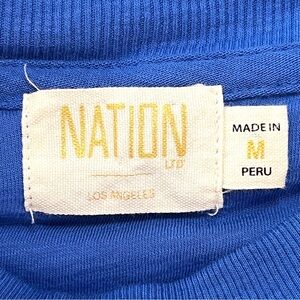 NATION
LTD
LOS ANGELES
MADE IN
M
PERU